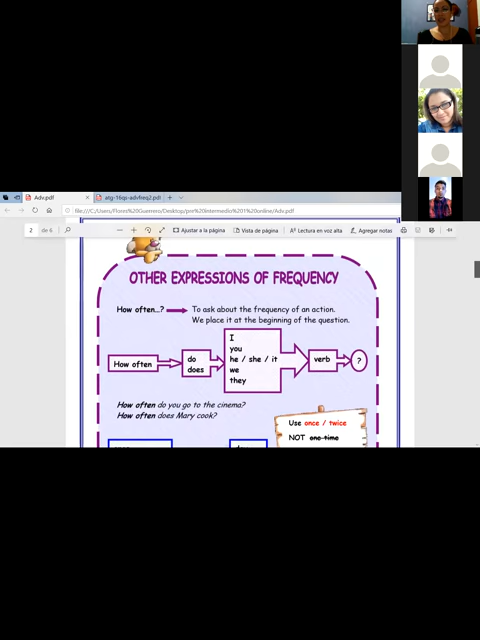 Adv.pdf
atg-16qs-advfreq2.pdf
file:///C:/Users/Flores%20Guerrero/Desktop/pnr%20intermedio%201%20online/Adv.pdf
2 de 6 Ajustar a la página Vista de página Lectura en voz alta Agregar notas
OTHER EXPRESSIONS OF FREQUENCY
How often...? To ask about the frequency of an action.
We place it at the beginning of the question.
How often
do
does
I
you
he / she / it
we
they
verb
?
How often do you go to the cinema?
How often does Mary cook?
Use once / twice
NOT one time